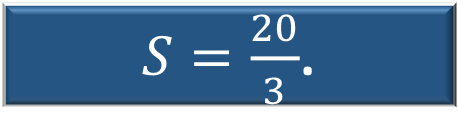 S = 20/3.